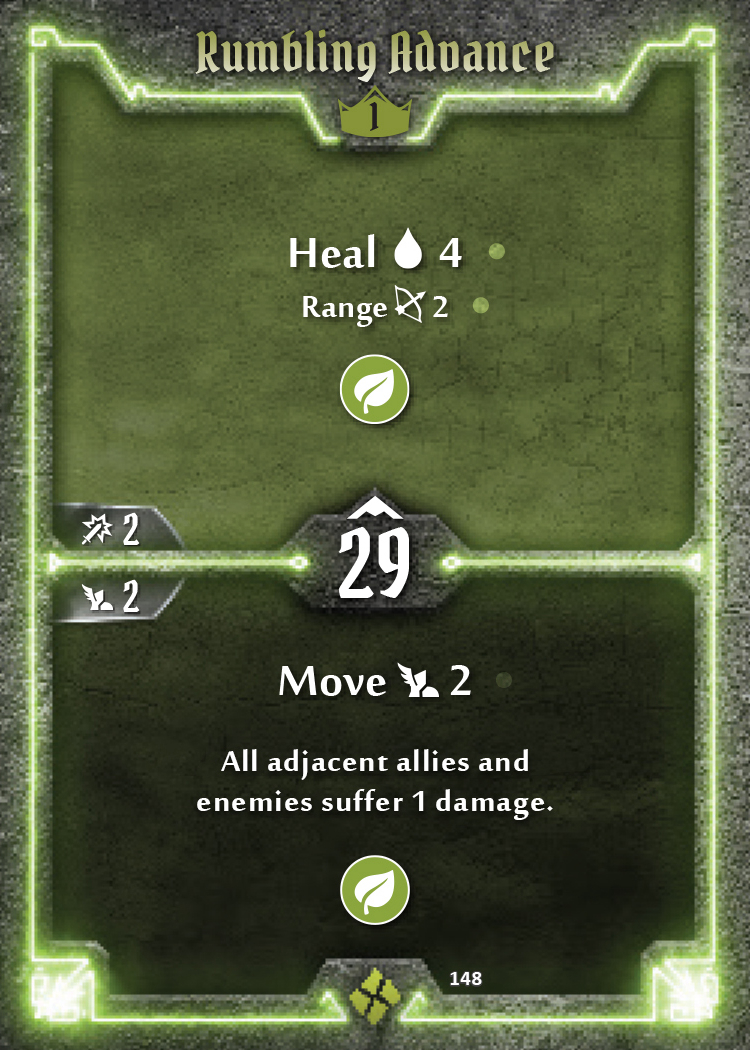 Rumbling Advance
1
Heal 4
Range 2
2
29
2
Move 2
All adjacent allies and
enemies suffer 1 damage.
148